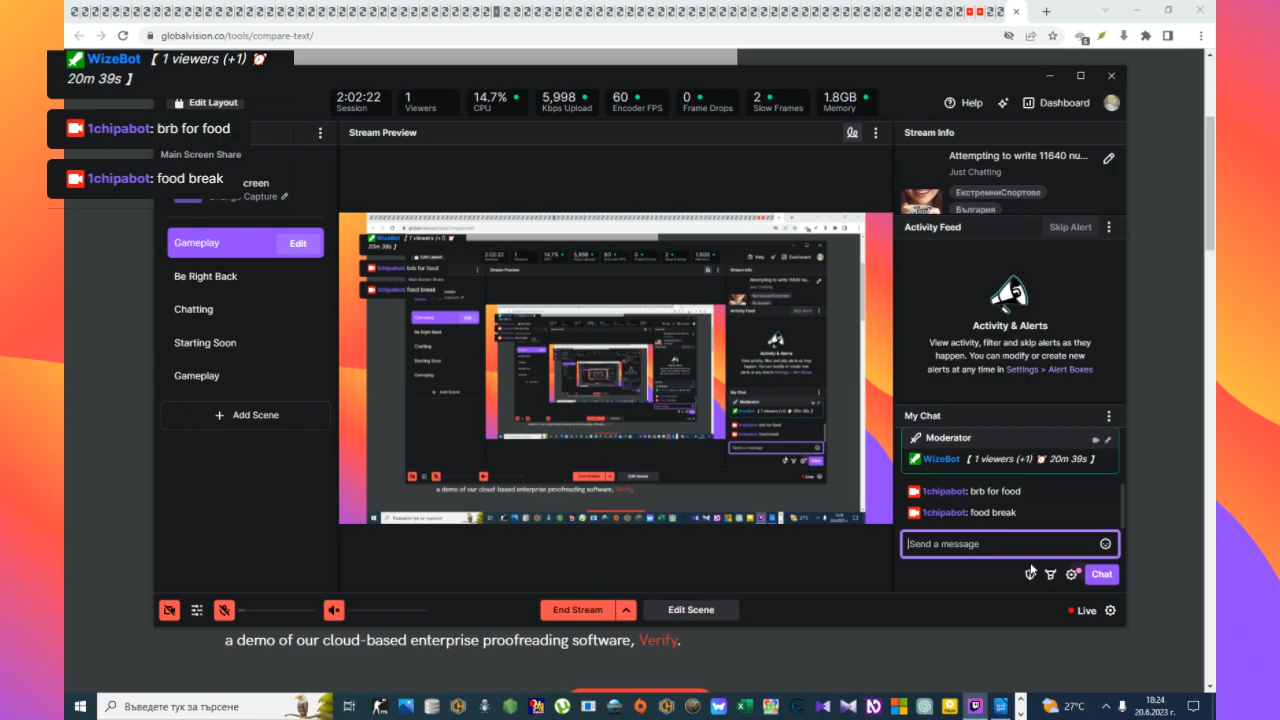 globalvision.co/tools/compare-text/
WizeBot [ 1 viewers (+1) ⏰
20m 39s ]
Edit Layout
1chipabot: brb for food
Main Screen Share
1chipabot: food break
creen
Change Capture
Gameplay
Edit
Be Right Back
Chatting
Starting Soon
Gameplay
+ Add Scene
2:02:22
Session
1
Viewers
14.7%
CPU
5,998
Kbps Upload
60
Encoder FPS
0
Frame Drops
2
Slow Frames
1.8GB
Memory
Help
Dashboard
Stream Preview
Stream Info
Attempting to write 11640 nu...
Just Chatting
ЕкстремниСпортове
България
Activity Feed
Skip Alert
Activity & Alerts
View activity, filter and skip alerts as they
happen. You can modify or create new
alerts at any time in Settings > Alert Boxes
My Chat
Moderator
WizeBot [ 1 viewers (+1) ⏰ 20m 39s ]
1chipabot: brb for food
1chipabot: food break
Send a message
Chat
End Stream
Edit Scene
Live
a demo of our cloud-based enterprise proofreading software, Verify.
Въведете тук за търсене
27°C
18:24
20.6.2023 г.